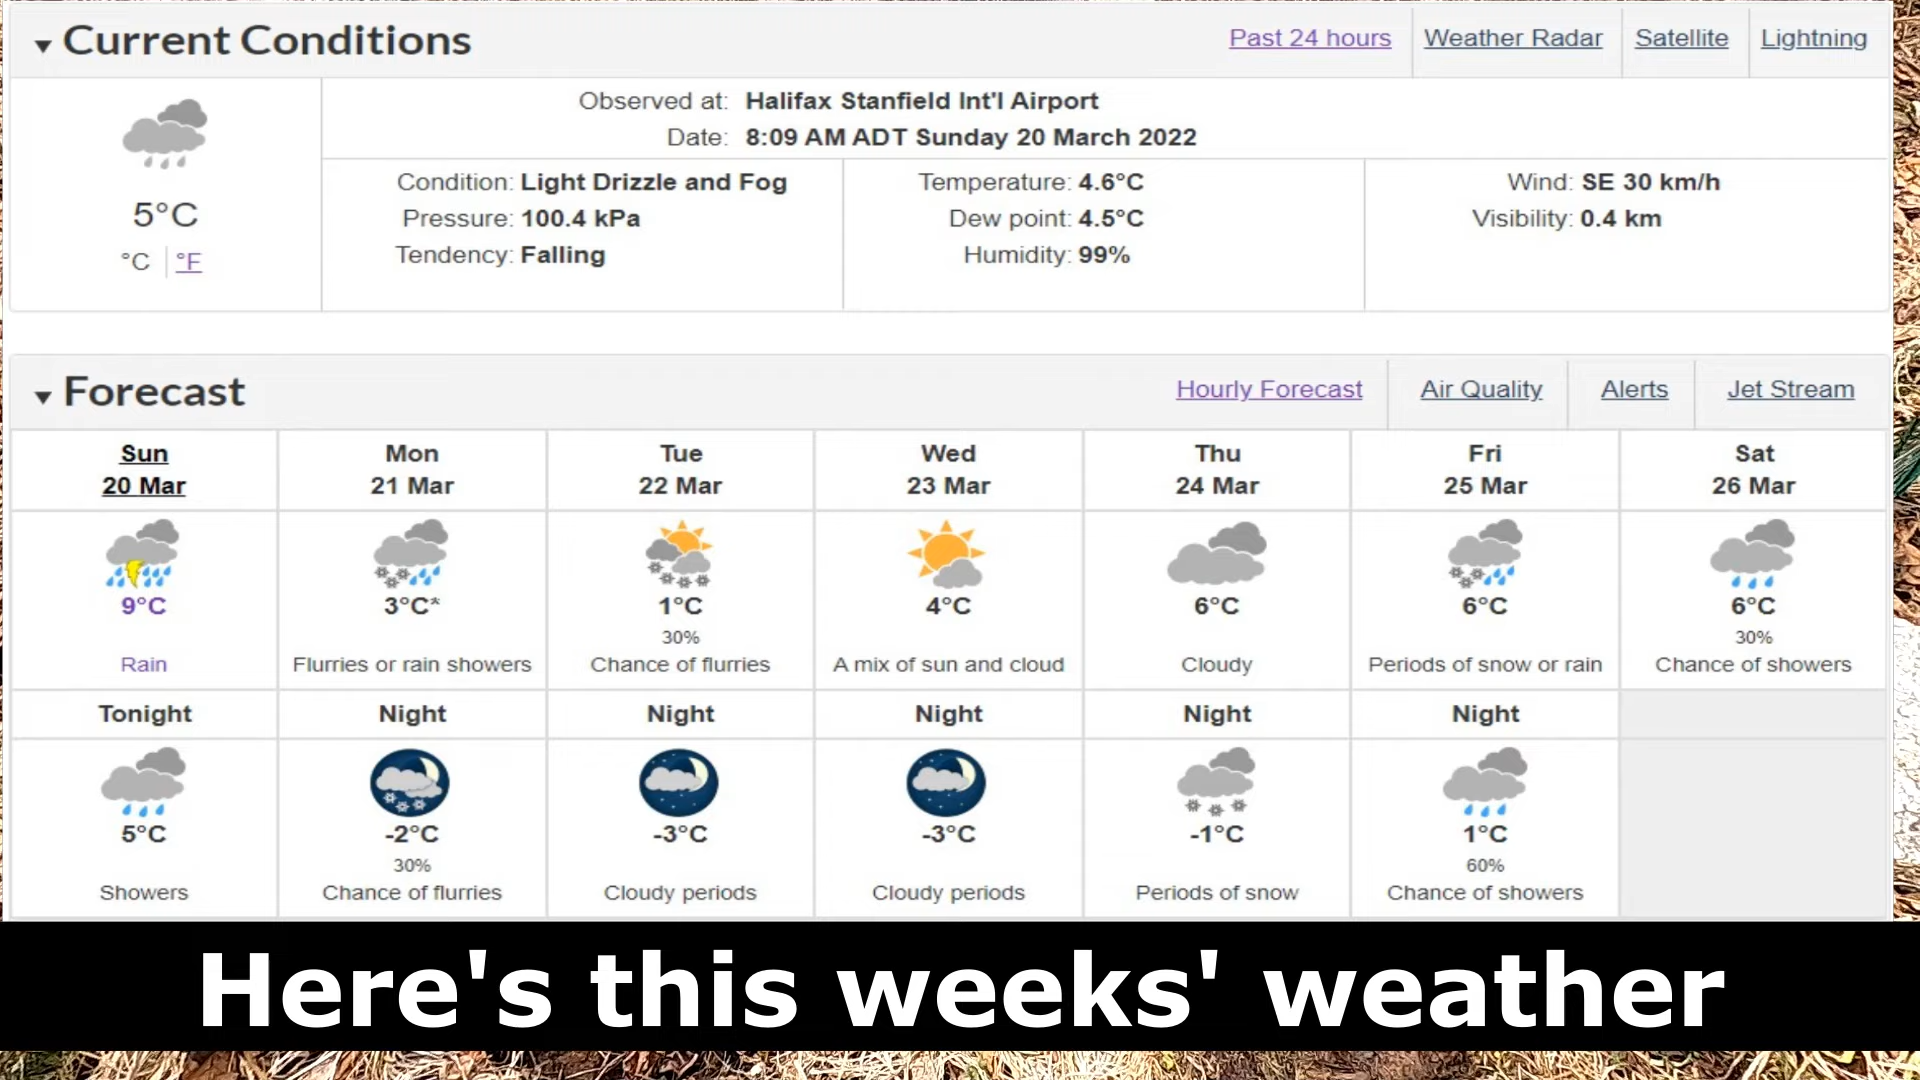 Current Conditions
Past 24 hours Weather Radar Satellite Lightning
5°C
°C °F
Observed at: Halifax Stanfield Int'l Airport
Date: 8:09 AM ADT Sunday 20 March 2022
Condition: Light Drizzle and Fog
Pressure: 100.4 kPa
Tendency: Falling
Temperature: 4.6°C
Dew point: 4.5°C
Humidity: 99%
Wind: SE 30 km/h
Visibility: 0.4 km
Forecast
Hourly Forecast Air Quality Alerts Jet Stream
Sun Mon Tue Wed Thu Fri Sat
20 Mar 21 Mar 22 Mar 23 Mar 24 Mar 25 Mar 26 Mar
9°C 3°C* 1°C 4°C 6°C 6°C 6°C
30% 30%
Rain Flurries or rain showers Chance of flurries A mix of sun and cloud Cloudy Periods of snow or rain Chance of showers
Tonight Night Night Night Night Night
5°C -2°C -3°C -3°C -1°C 1°C
30% 60%
Showers Chance of flurries Cloudy periods Cloudy periods Periods of snow Chance of showers
Here's this weeks' weather